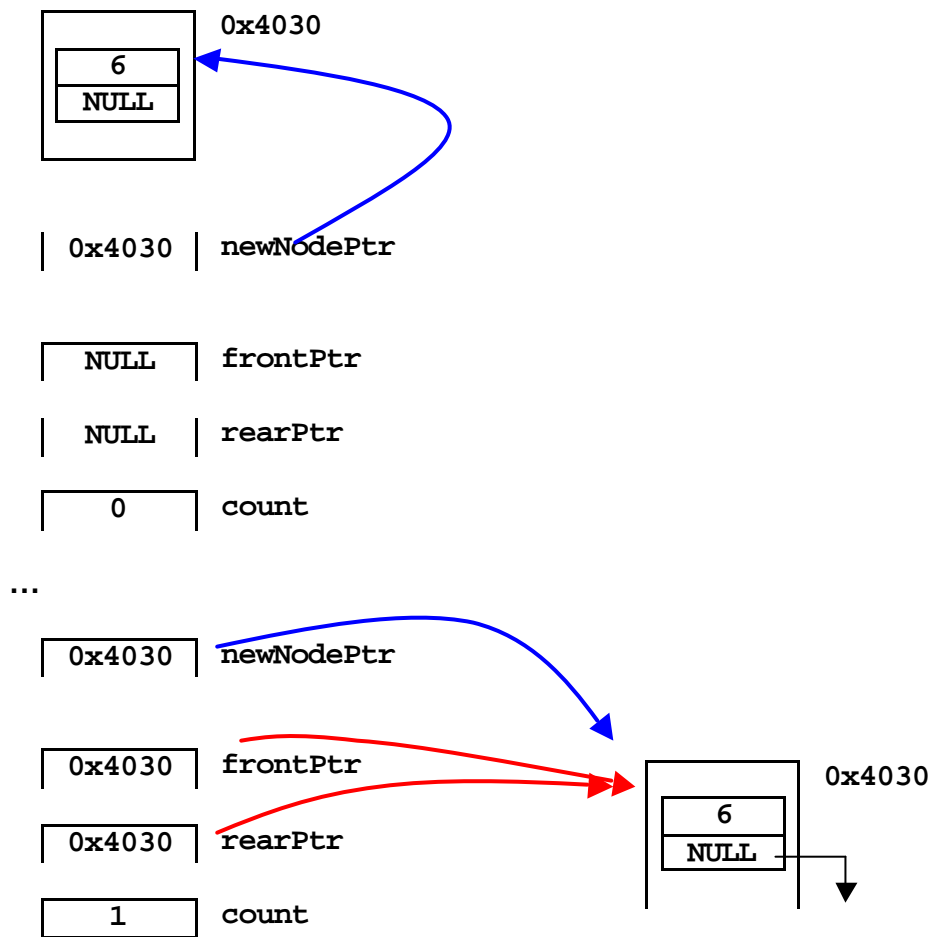 0x4030
6
NULL
0x4030 newNodePtr
NULL frontPtr
NULL rearPtr
0 count
...
0x4030 newNodePtr
0x4030 frontPtr
0x4030
6
0x4030 rearPtr
NULL
1 count